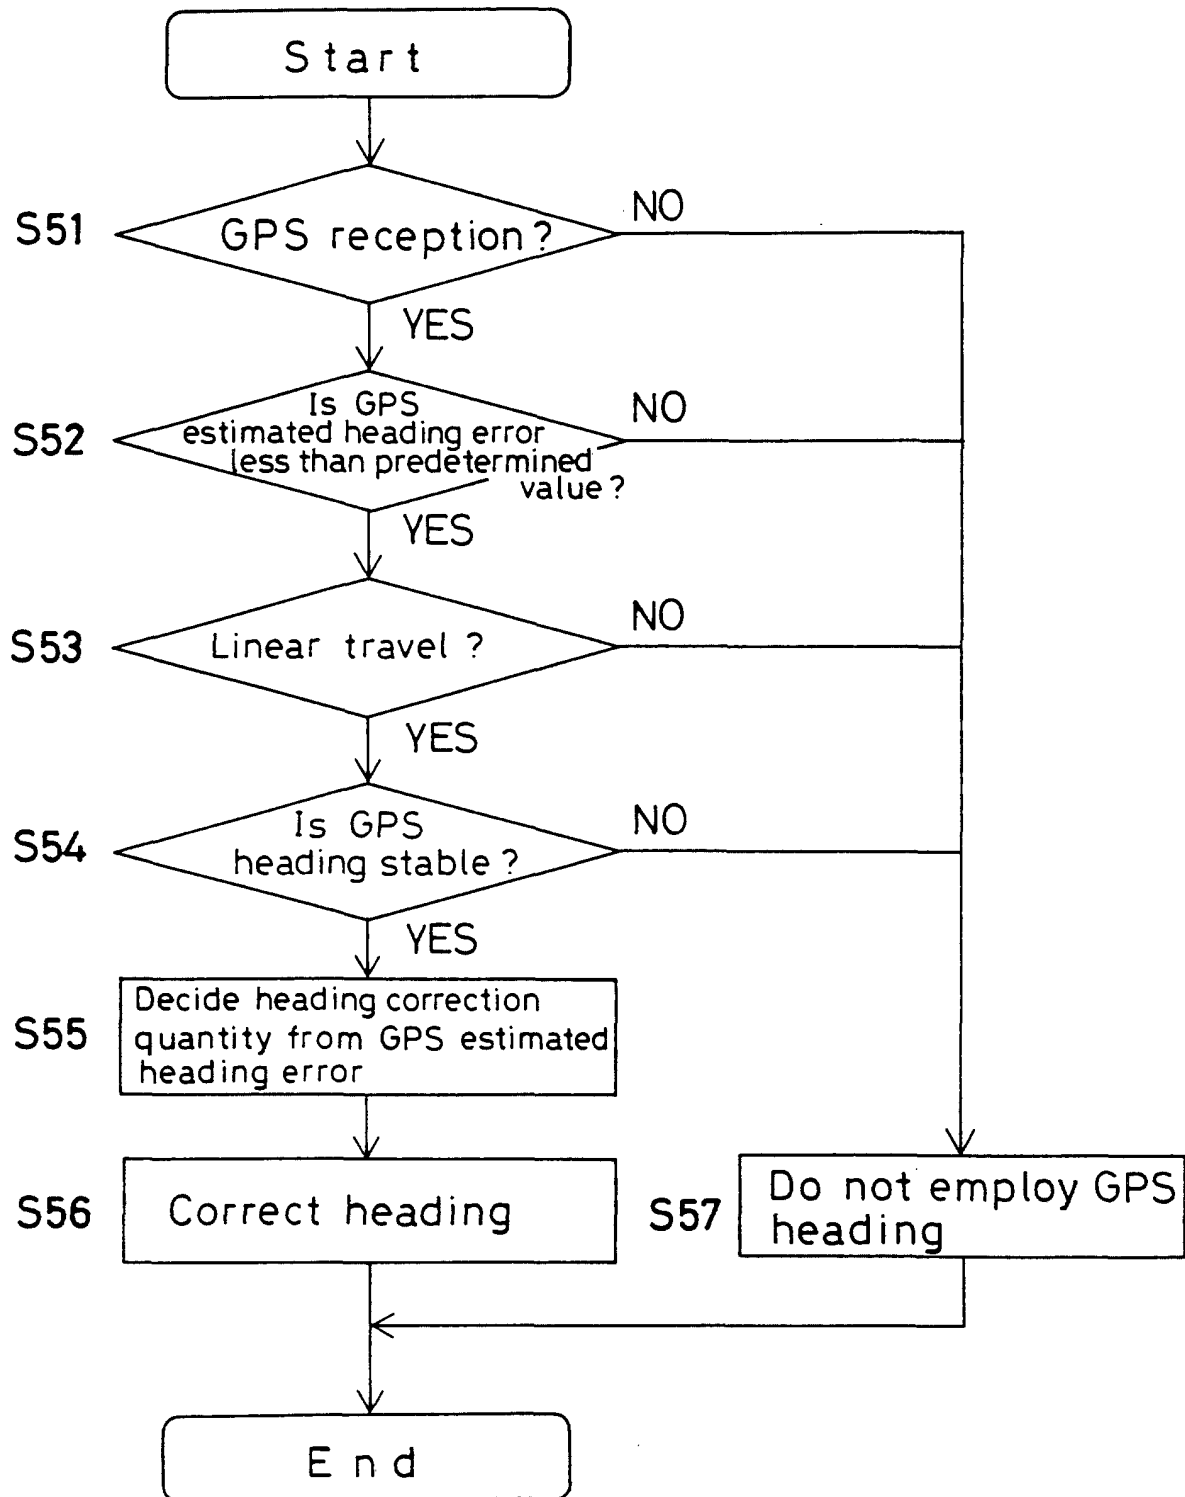 Start
S51
GPS reception?
NO
YES
S52
Is GPS
estimated heading error
less than predetermined
value?
NO
YES
S53
Linear travel?
NO
YES
S54
Is GPS
heading stable?
NO
YES
S55
Decide heading correction
quantity from GPS estimated
heading error
S56
Correct heading
S57
Do not employ GPS
heading
End